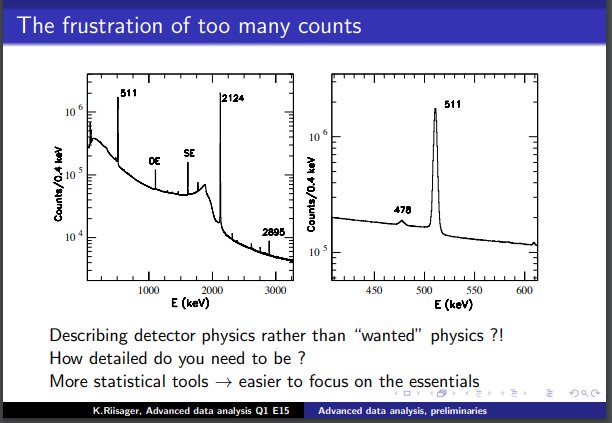 The frustration of too many counts
511
2124
DE
SE
2895
10^6
10^5
10^4
Counts/0.4 keV
1000
2000
3000
E (keV)
511
478
10^6
10^5
Counts/0.4 keV
450
500
550
600
E (keV)
Describing detector physics rather than “wanted” physics ?!
How detailed do you need to be ?
More statistical tools → easier to focus on the essentials
K.Riisager, Advanced data analysis Q1 E15
Advanced data analysis, preliminaries